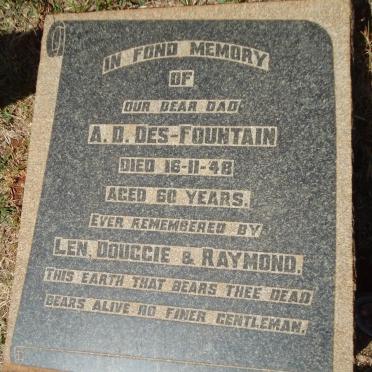 IN FOND MEMORY
OF
OUR DEAR DAD
A. D. DES-FOUNTAIN
DIED 16-11-48
AGED 60 YEARS.
EVER REMEMBERED BY
LEN, DOUGGIE & RAYMOND.
THIS EARTH THAT BEARS THEE DEAD
BEARS ALIVE NO FINER GENTLEMAN.